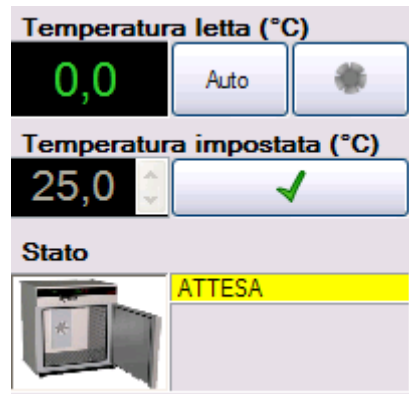 Temperatura letta (°C)
0,0 Auto
Temperatura impostata (°C)
25,0
Stato
ATTESA